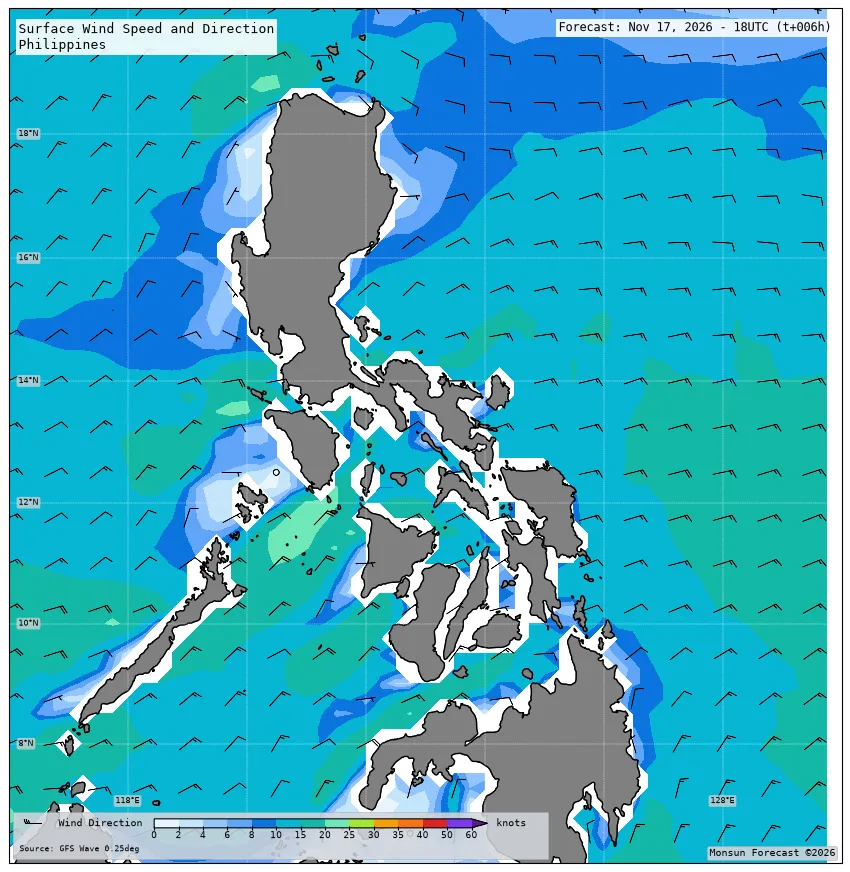 Surface Wind Speed and Direction
Philippines
Forecast: Nov 17, 2026 - 18UTC (t+006h)
18°N
16°N
14°N
12°N
10°N
8°N
118°E
128°E
Wind Direction
0 2 4 6 8 10 15 20 25 30 35 40 50 60
knots
Source: GFS Wave 0.25deg
Monsun Forecast ©2026